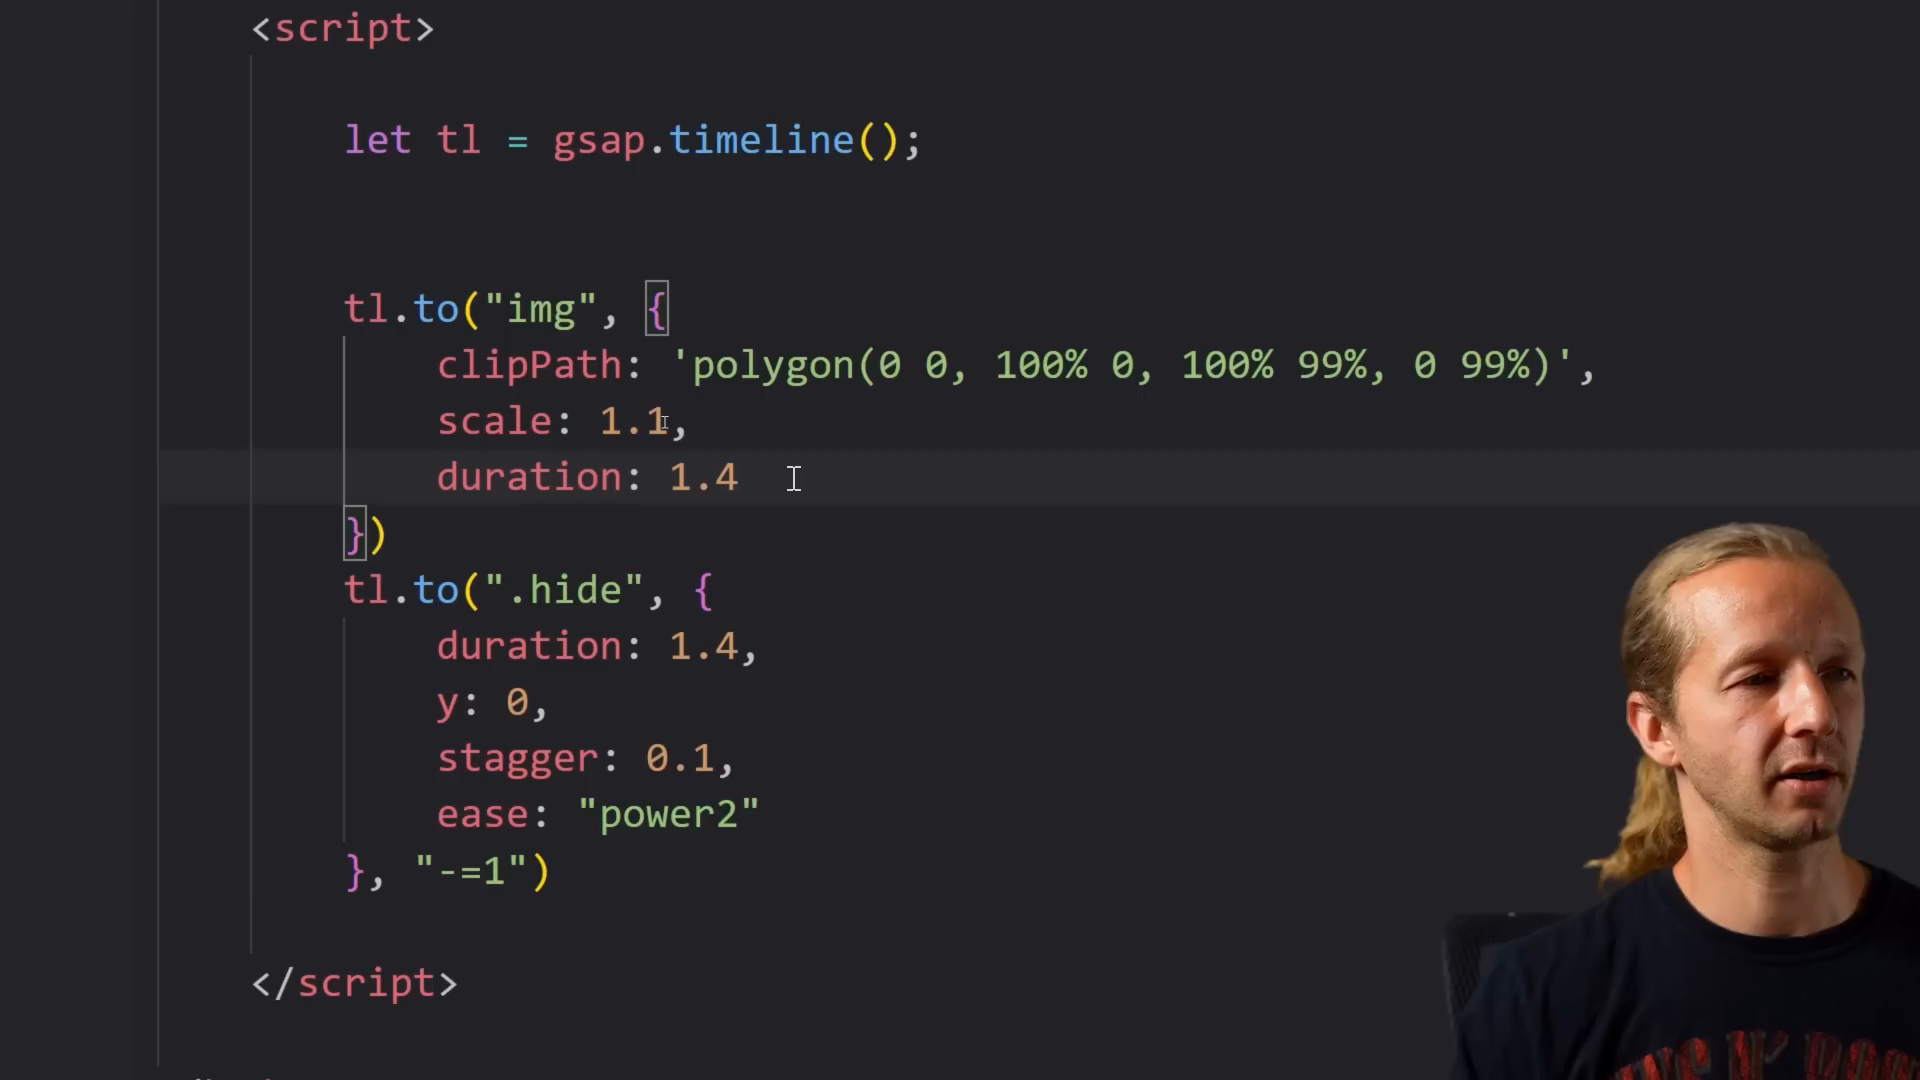 <script>
let tl = gsap.timeline();
tl.to("img", {
clipPath: 'polygon(0 0, 100% 0, 100% 99%, 0 99%)',
scale: 1.1,
duration: 1.4
})
tl.to(".hide", {
duration: 1.4,
y: 0,
stagger: 0.1,
ease: "power2"
}, "-=1")
</script>